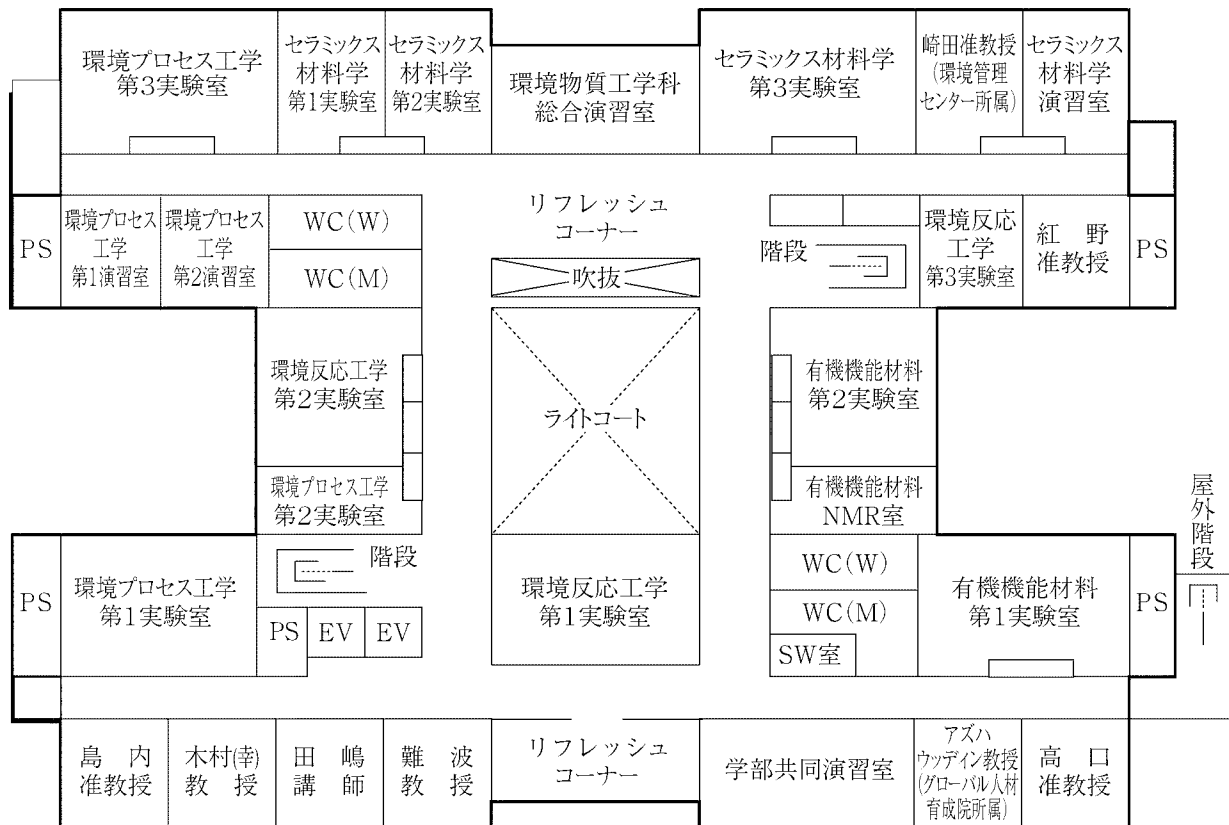 環境プロセス工学
第3実験室
セラミックス
材料学
第1実験室
セラミックス
材料学
第2実験室
環境物質工学科
総合演習室
セラミックス材料学
第3実験室
崎田准教授
(環境管理
センター所属)
セラミックス
材料学
演習室
PS
環境プロセス
工学
第1演習室
環境プロセス
工学
第2演習室
WC(W)
WC(M)
リフレッシュ
コーナー
吹抜
階段
環境反応
工学
第3実験室
紅野
准教授
PS
環境反応工学
第2実験室
ライトコート
有機機能材料
第2実験室
環境プロセス工学
第2実験室
有機機能材料
NMR室
屋外階段
PS
環境プロセス工学
第1実験室
階段
PS
EV
EV
環境反応工学
第1実験室
WC(W)
WC(M)
SW室
有機機能材料
第1実験室
PS
島内
准教授
木村(幸)
教授
田嶋
講師
難波
教授
リフレッシュ
コーナー
学部共同演習室
アズハ
ウッディン教授
(グローバル人材
育成院所属)
高口
准教授